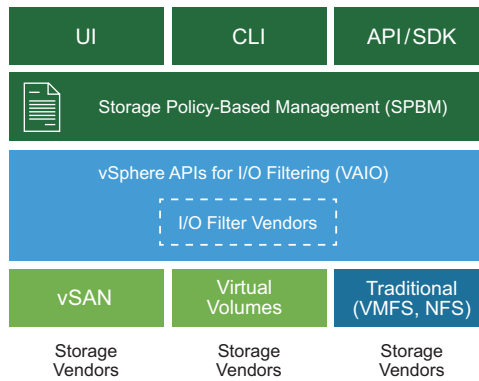 UI
CLI
API/SDK
Storage Policy-Based Management (SPBM)
vSphere APIs for I/O Filtering (VAIO)
I/O Filter Vendors
vSAN
Virtual
Volumes
Traditional
(VMFS, NFS)
Storage
Vendors
Storage
Vendors
Storage
Vendors